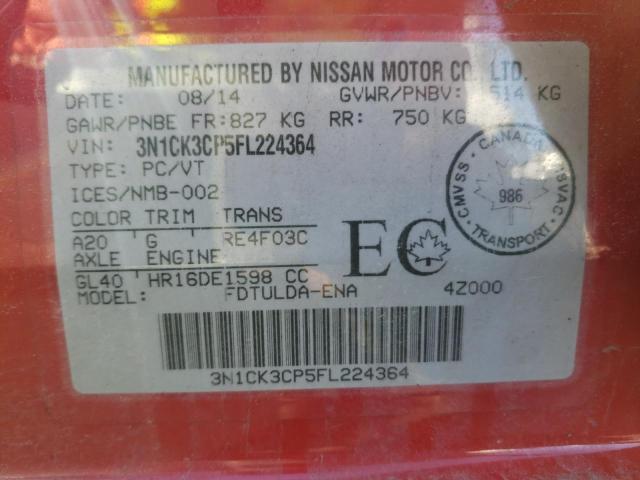 MANUFACTURED BY NISSAN MOTOR CO., LTD.
DATE: 08/14 GVWR/PNBV: 514 KG
GAWR/PNBE FR:827 KG RR: 750 KG
VIN: 3N1CK3CP5FL224364
TYPE: PC/VT
ICES/NMB-002
COLOR TRIM TRANS
A20 G RE4F03C
AXLE ENGINE
GL40 HR16DE1598 CC
MODEL: FDTULDA-ENA 4Z000
EC
CANADA
CMVSS - NSVAC
986
TRANSPORT
3N1CK3CP5FL224364